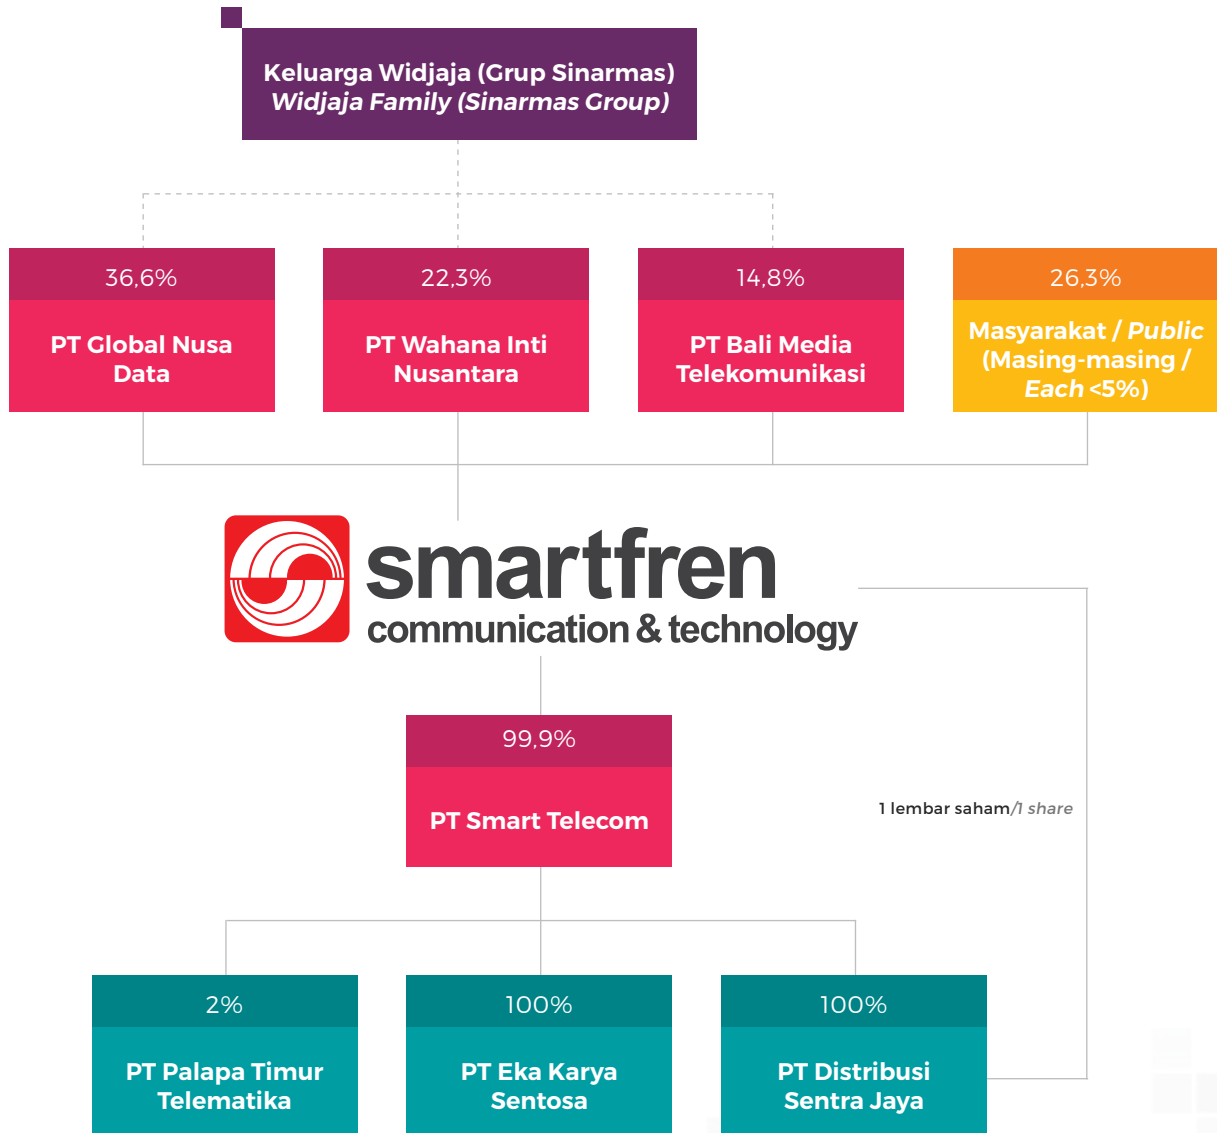 Keluarga Widjaja (Grup Sinarmas)
Widjaja Family (Sinarmas Group)
36,6%
PT Global Nusa
Data
22,3%
PT Wahana Inti
Nusantara
14,8%
PT Bali Media
Telekomunikasi
26,3%
Masyarakat / Public
(Masing-masing /
Each <5%)
smartfren
communication & technology
99,9%
PT Smart Telecom
1 lembar saham/1 share
2%
PT Palapa Timur
Telematika
100%
PT Eka Karya
Sentosa
100%
PT Distribusi
Sentra Jaya